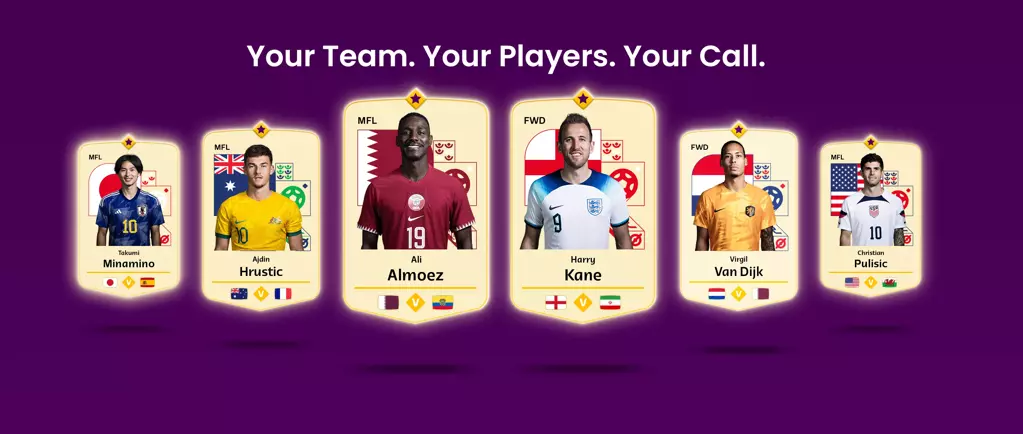 Your Team. Your Players. Your Call.
MFL
10
Takumi
Minamino
V
MFL
10
Ajdin
Hrustic
V
MFL
19
Ali
Almoez
V
FWD
9
Harry
Kane
V
FWD
Virgil
Van Dijk
V
MFL
10
Christian
Pulisic
V